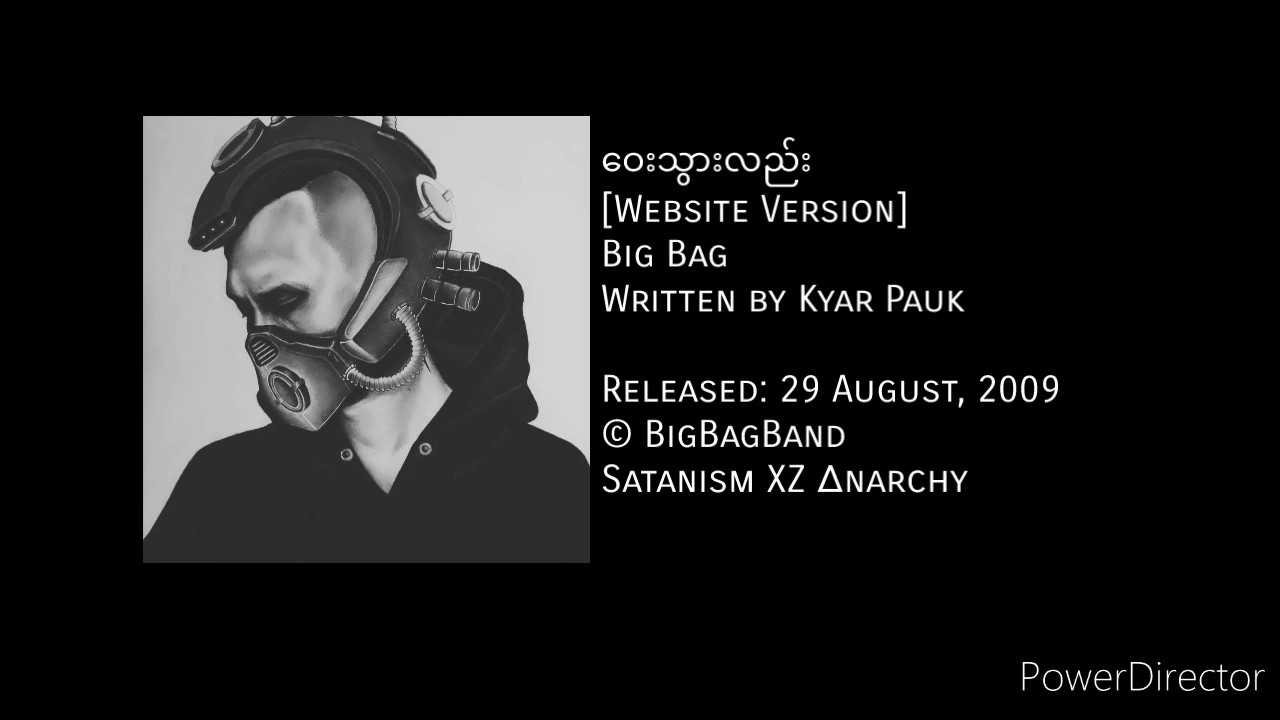 ဝေးသွားလည်း
[Website Version]
Big Bag
Written by Kyar Pauk
Released: 29 August, 2009
© BigBagBand
Satanism XZ Δnarchy
PowerDirector